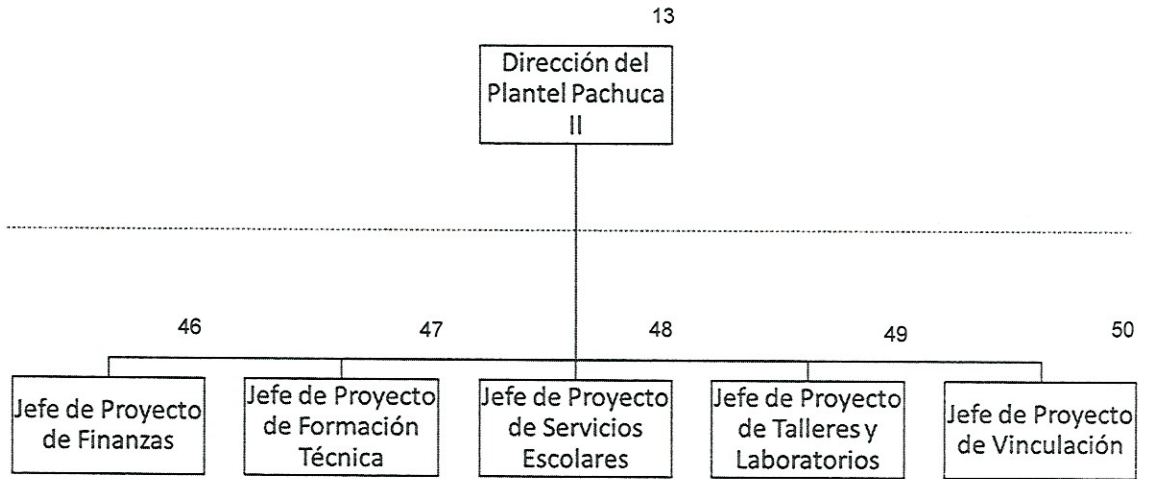 13
Dirección del
Plantel Pachuca
II
46
47
48
49
50
Jefe de Proyecto
de Finanzas
Jefe de Proyecto
de Formación
Técnica
Jefe de Proyecto
de Servicios
Escolares
Jefe de Proyecto
de Talleres y
Laboratorios
Jefe de Proyecto
de Vinculación